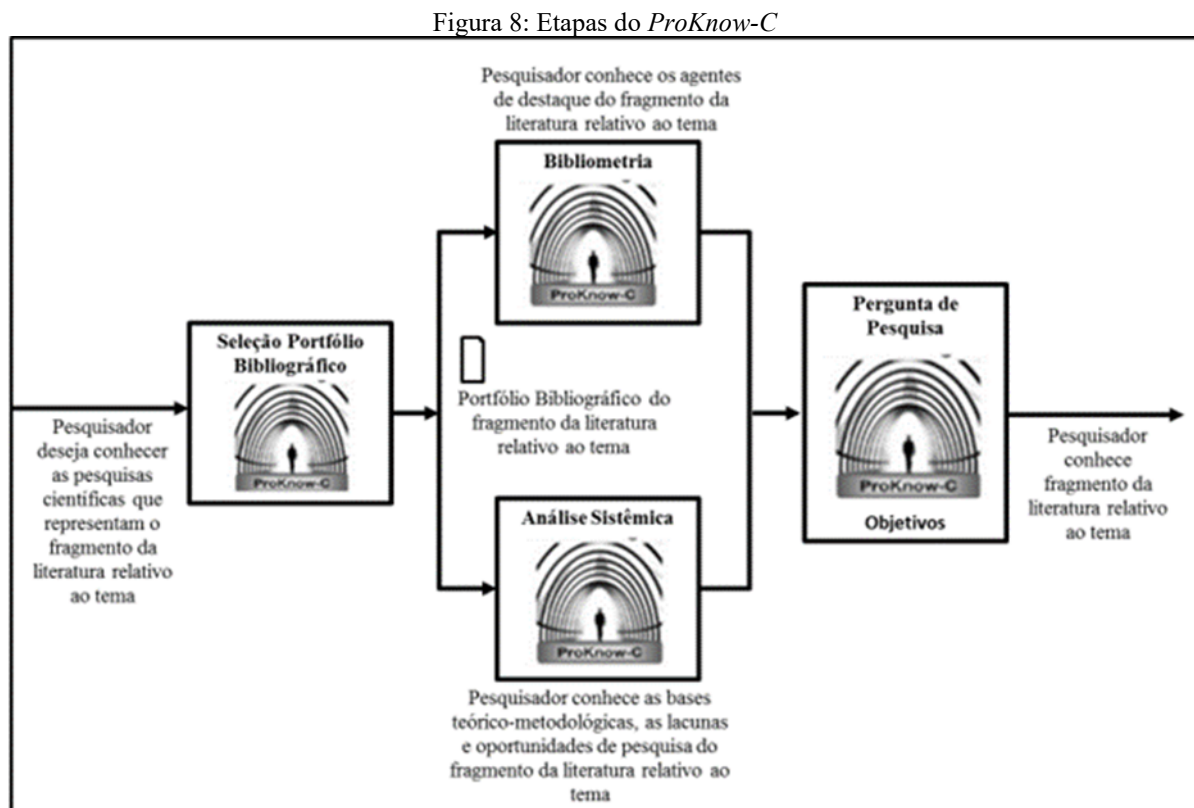 Figura 8: Etapas do ProKnow-C
Pesquisador conhece os agentes
de destaque do fragmento da
literatura relativo ao tema
Bibliometria
ProKnow-C
Seleção Portfólio
Bibliográfico
ProKnow-C
Pesquisador
deseja conhecer
as pesquisas
científicas que
representam o
fragmento da
literatura relativo
ao tema
Portfólio Bibliográfico do
fragmento da literatura
relativo ao tema
Análise Sistêmica
ProKnow-C
Pesquisador conhece as bases
teórico-metodológicas, as lacunas
e oportunidades de pesquisa do
fragmento da literatura relativo ao
tema
Pergunta de
Pesquisa
ProKnow-C
Objetivos
Pesquisador
conhece
fragmento da
literatura relativo
ao tema